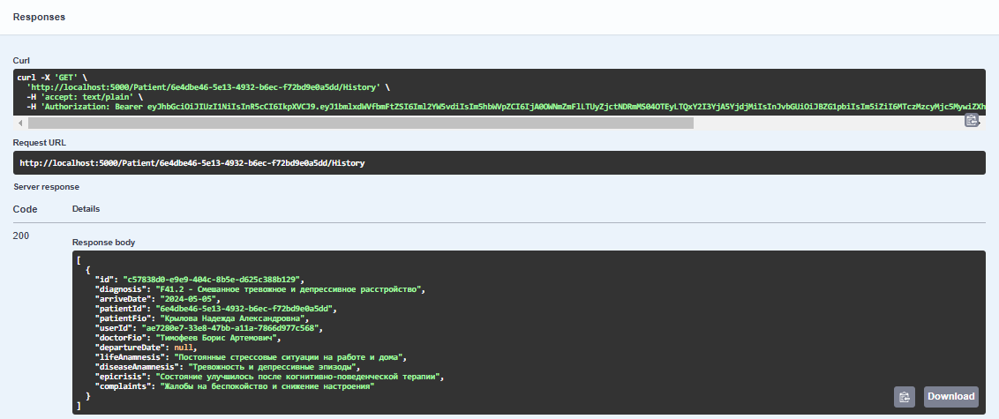 Responses
Curl
curl -X 'GET' \
'http://localhost:5000/Patient/6e4dbe46-5e13-4932-b6ec-f72bd9e0a5dd/History' \
-H 'accept: text/plain' \
-H 'Authorization: Bearer
Request URL
http://localhost:5000/Patient/6e4dbe46-5e13-4932-b6ec-f72bd9e0a5dd/History
Server response
Code Details
200
Response body
[
{
"id": "c57838d0-e9e9-404c-8b5e-d625c388b129",
"diagnosis": "F41.2 - Смешанное тревожное и депрессивное расстройство",
"arriveDate": "2024-05-05",
"patientId": "6e4dbe46-5e13-4932-b6ec-f72bd9e0a5dd",
"patientFio": "Крылова Надежда Александровна",
"userId": "ae7280e7-33e8-47bb-a11a-7866d977c568",
"doctorFio": "Тимофеев Борис Артемович",
"departureDate": null,
"lifeAnamnesis": "Постоянные стрессовые ситуации на работе и дома",
"diseaseAnamnesis": "Тревожность и депрессивные эпизоды",
"epicrisis": "Состояние улучшилось после когнитивно-поведенческой терапии",
"complaints": "Жалобы на беспокойство и снижение настроения"
}
]
Download